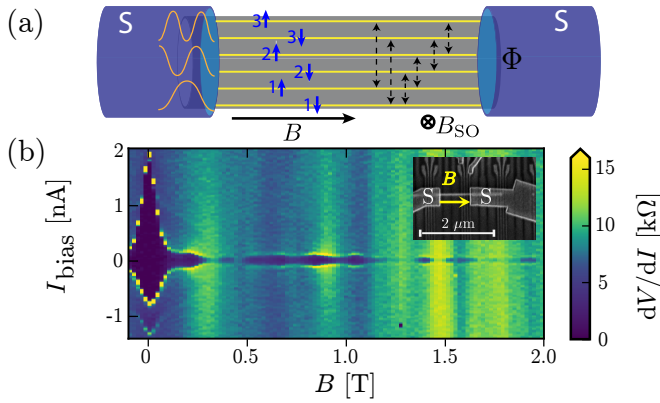 (a)
S
S
3↑
3↓
2↑
2↓
1↑
1↓
Φ
B
⊗B_SO
(b)
I_bias [nA]
2
1
0
-1
B
S
S
2 μm
0
0.5
1.0
1.5
2.0
B [T]
15
10
5
0
dV/dI [kΩ]